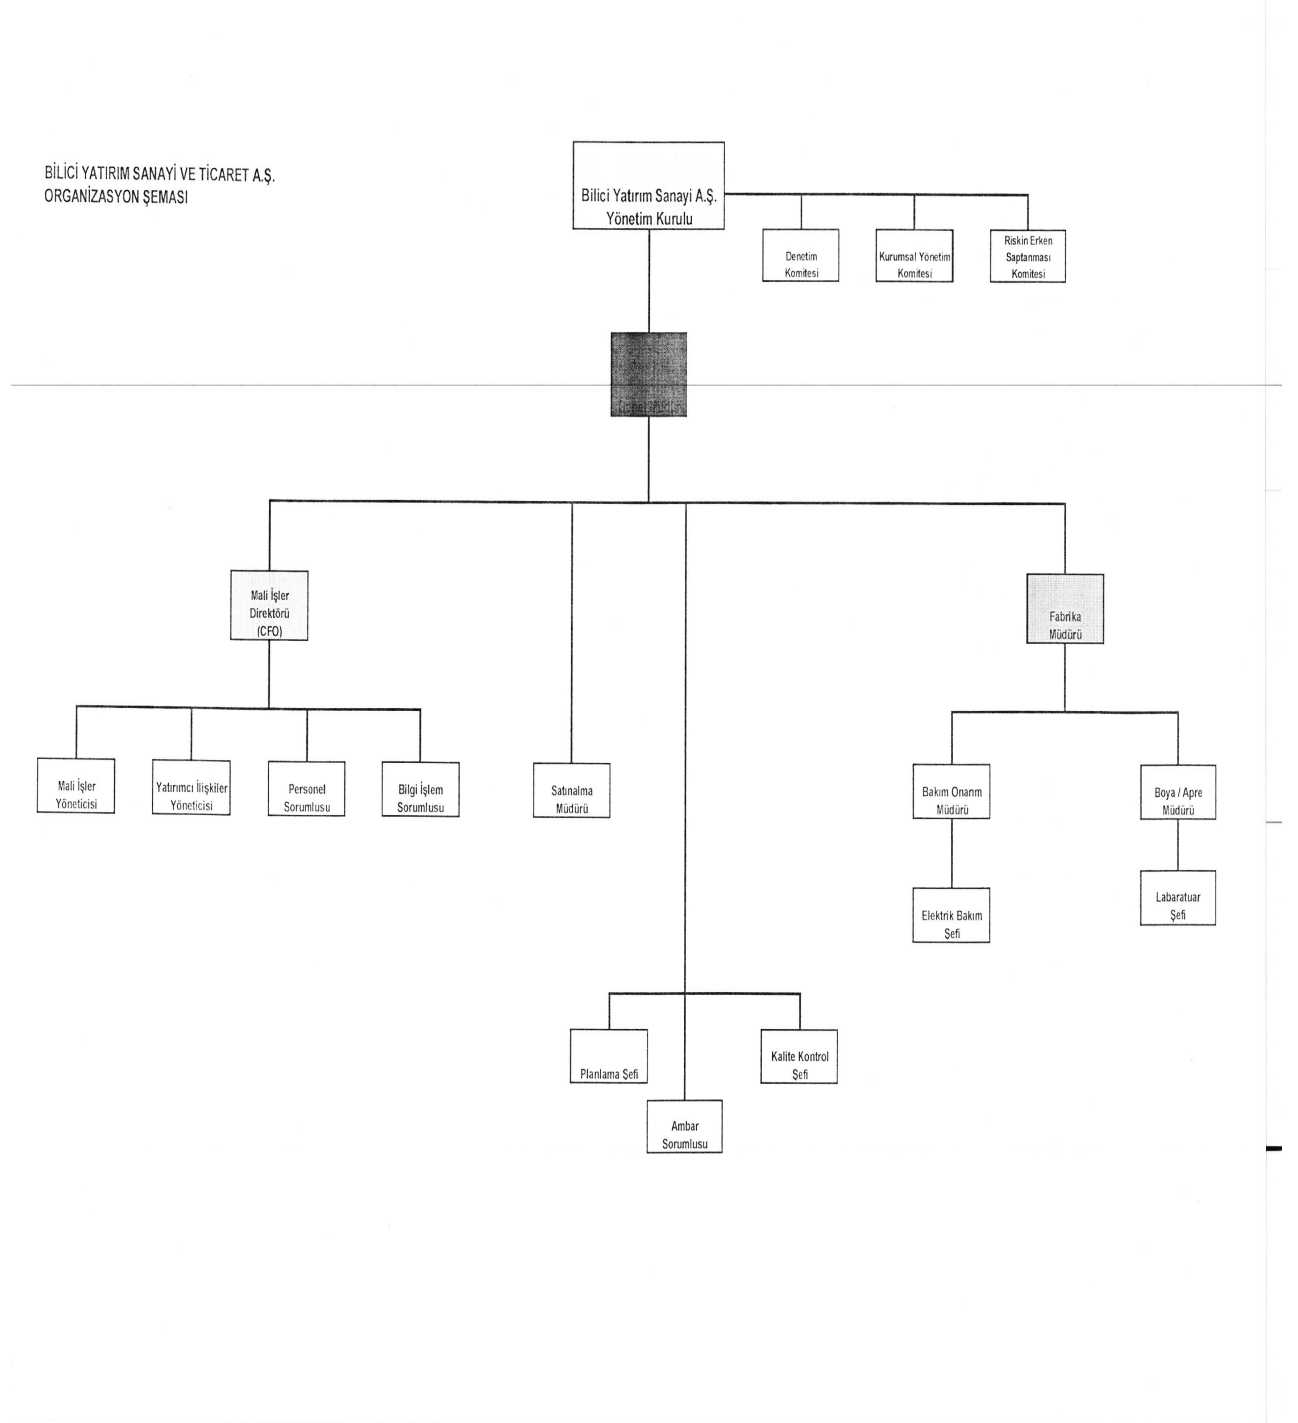 BİLİCİ YATIRIM SANAYİ VE TİCARET A.Ş.
ORGANİZASYON ŞEMASI
Bilici Yatırım Sanayi A.Ş.
Yönetim Kurulu
Denetim
Komitesi
Kurumsal Yönetim
Komitesi
Riskin Erken
Saptanması
Komitesi
Mali İşler
Direktörü
(CFO)
Fabrika
Müdürü
Mali İşler
Yöneticisi
Yatırımcı İlişkiler
Yöneticisi
Personel
Sorumlusu
Bilgi İşlem
Sorumlusu
Satınalma
Müdürü
Bakım Onarım
Müdürü
Boya / Apre
Müdürü
Elektrik Bakım
Şefi
Labaratuar
Şefi
Planlama Şefi
Kalite Kontrol
Şefi
Ambar
Sorumlusu